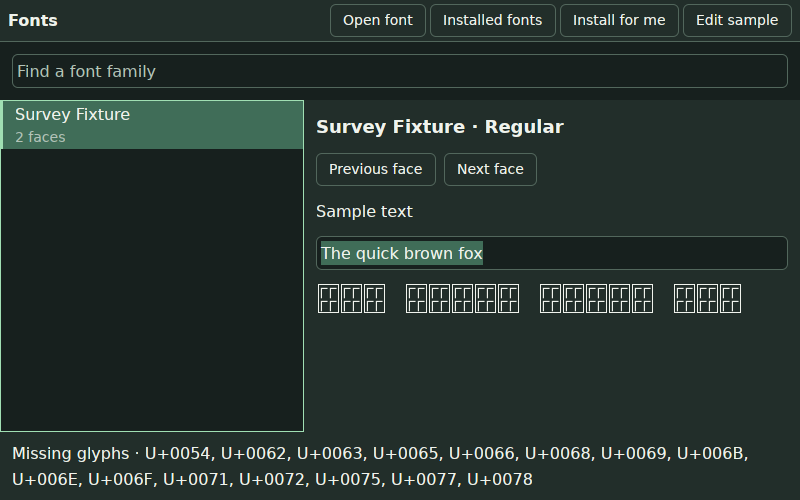 Fonts
Open font
Installed fonts
Install for me
Edit sample
Find a font family
Survey Fixture
2 faces
Survey Fixture · Regular
Previous face
Next face
Sample text
The quick brown fox
Missing glyphs · U+0054, U+0062, U+0063, U+0065, U+0066, U+0068, U+0069, U+006B,
U+006E, U+006F, U+0071, U+0072, U+0075, U+0077, U+0078